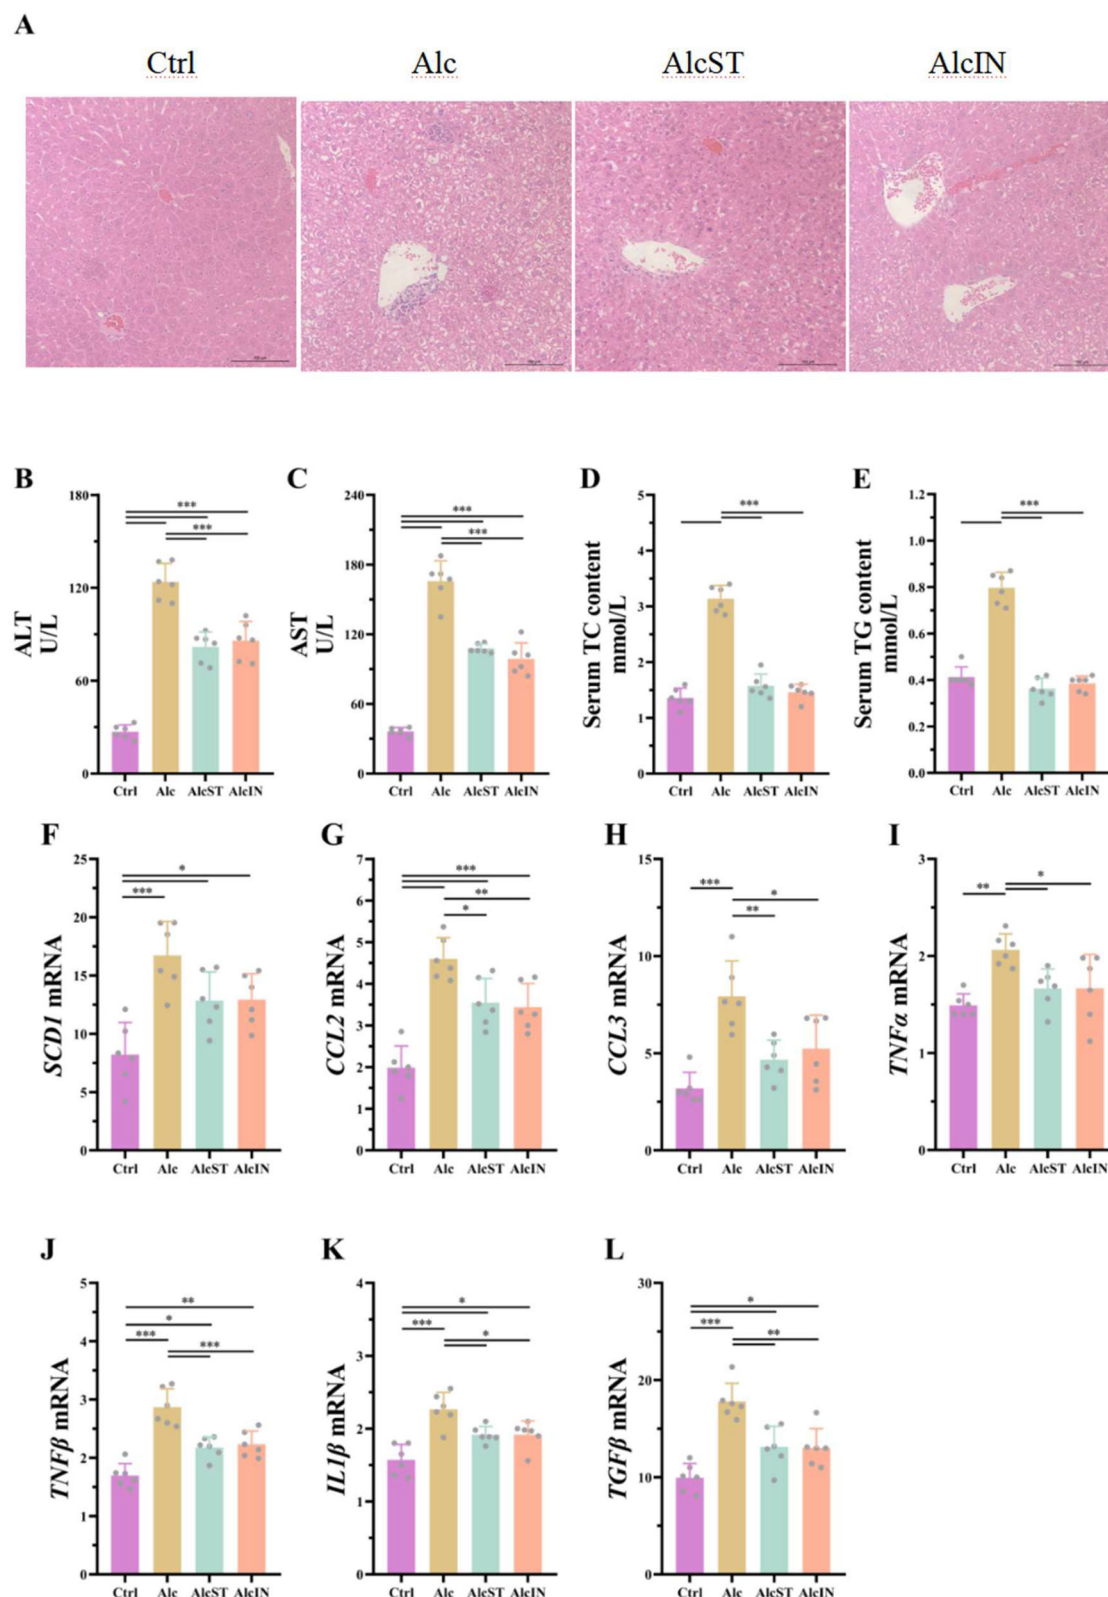 A
Ctrl Alc AlcST AlcIN
B C D E
ALT
U/L
180
120
60
0
***
***
Ctrl Alc AlcST AlcIN
AST
U/L
240
180
120
60
0
***
***
Ctrl Alc AlcST AlcIN
Serum TC content
mmol/L
5
4
3
2
1
0
***
Ctrl Alc AlcST AlcIN
Serum TG content
mmol/L
1.2
1.0
0.8
0.6
0.4
0.2
0.0
***
Ctrl Alc AlcST AlcIN
F G H I
SCD1 mRNA
25
20
15
10
5
0
*
***
Ctrl Alc AlcST AlcIN
CCL2 mRNA
7
6
5
4
3
2
1
0
***
**
*
Ctrl Alc AlcST AlcIN
CCL3 mRNA
15
10
5
0
***
*
**
Ctrl Alc AlcST AlcIN
TNFα mRNA
3
2
1
0
**
*
Ctrl Alc AlcST AlcIN
J K L
TNFβ mRNA
5
4
3
2
1
0
**
*
***
***
Ctrl Alc AlcST AlcIN
IL1β mRNA
4
3
2
1
0
*
***
*
Ctrl Alc AlcST AlcIN
TGFβ mRNA
30
20
10
0
*
***
**
Ctrl Alc AlcST AlcIN